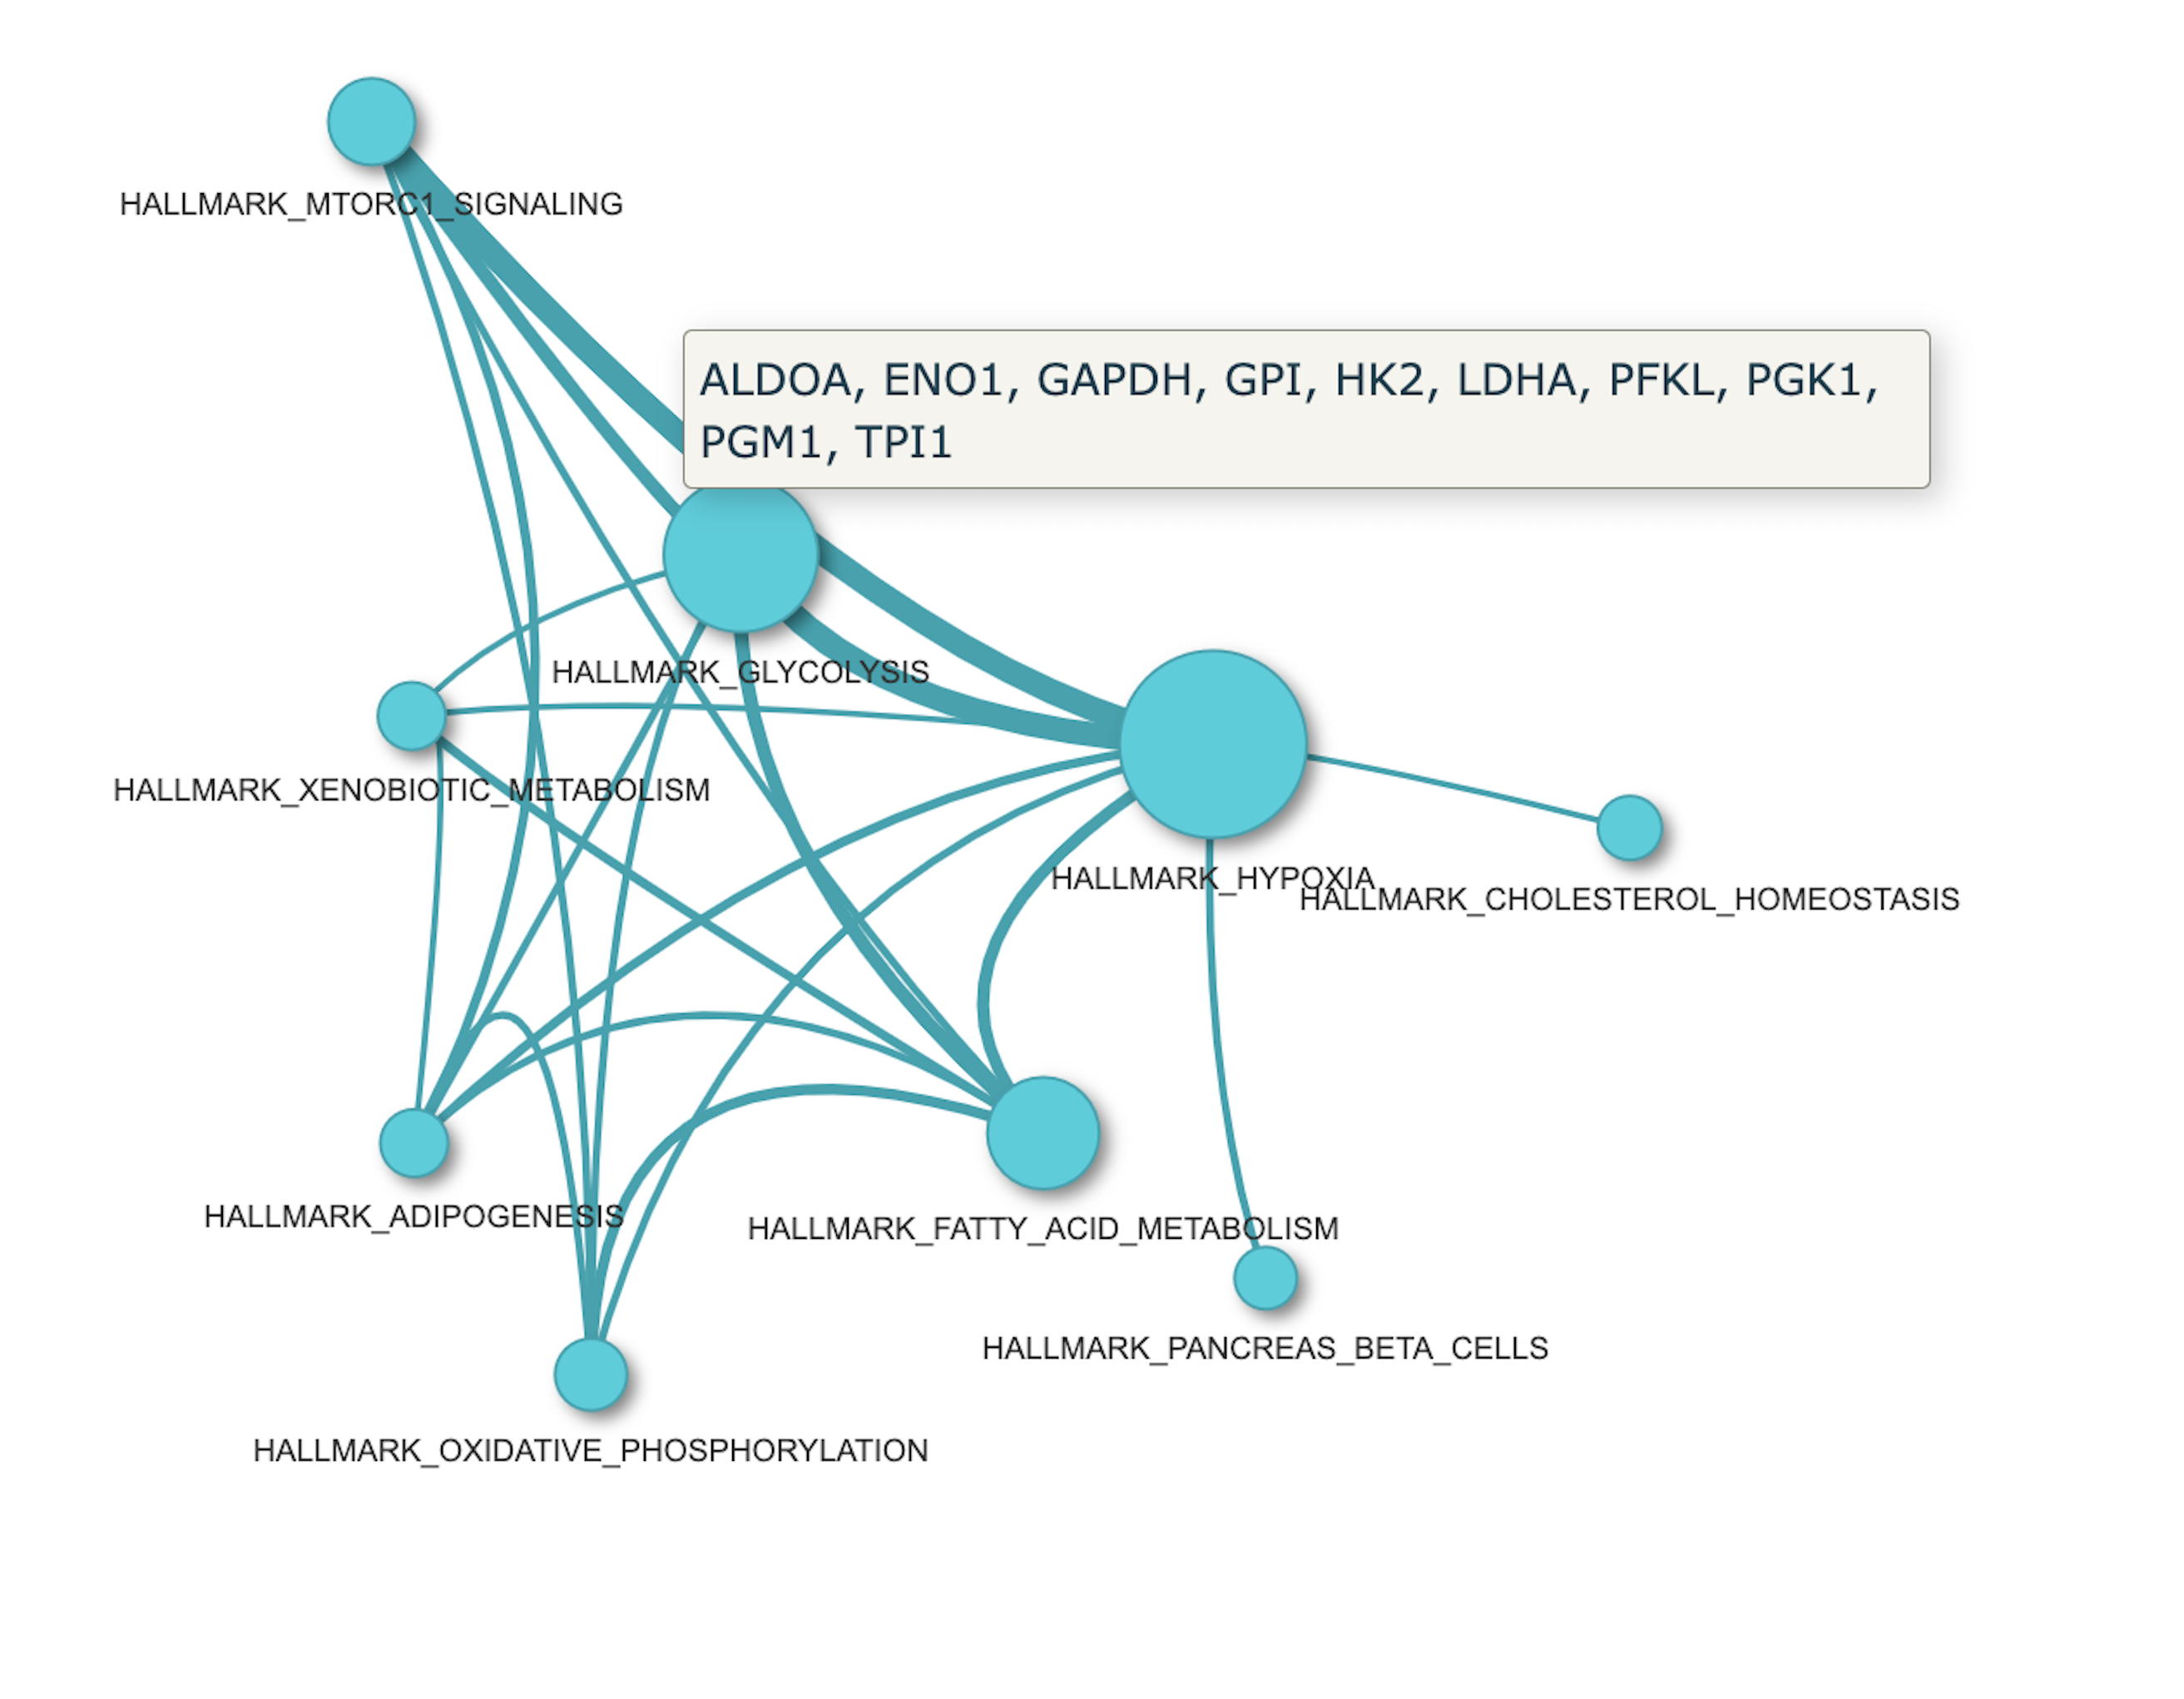 HALLMARK_MTORC1_SIGNALING
ALDOA, ENO1, GAPDH, GPI, HK2, LDHA, PFKL, PGK1,
PGM1, TPI1
HALLMARK_GLYCOLYSIS
HALLMARK_XENOBIOTIC_METABOLISM
HALLMARK_HYPOXIA
HALLMARK_CHOLESTEROL_HOMEOSTASIS
HALLMARK_ADIPOGENESIS
HALLMARK_FATTY_ACID_METABOLISM
HALLMARK_PANCREAS_BETA_CELLS
HALLMARK_OXIDATIVE_PHOSPHORYLATION